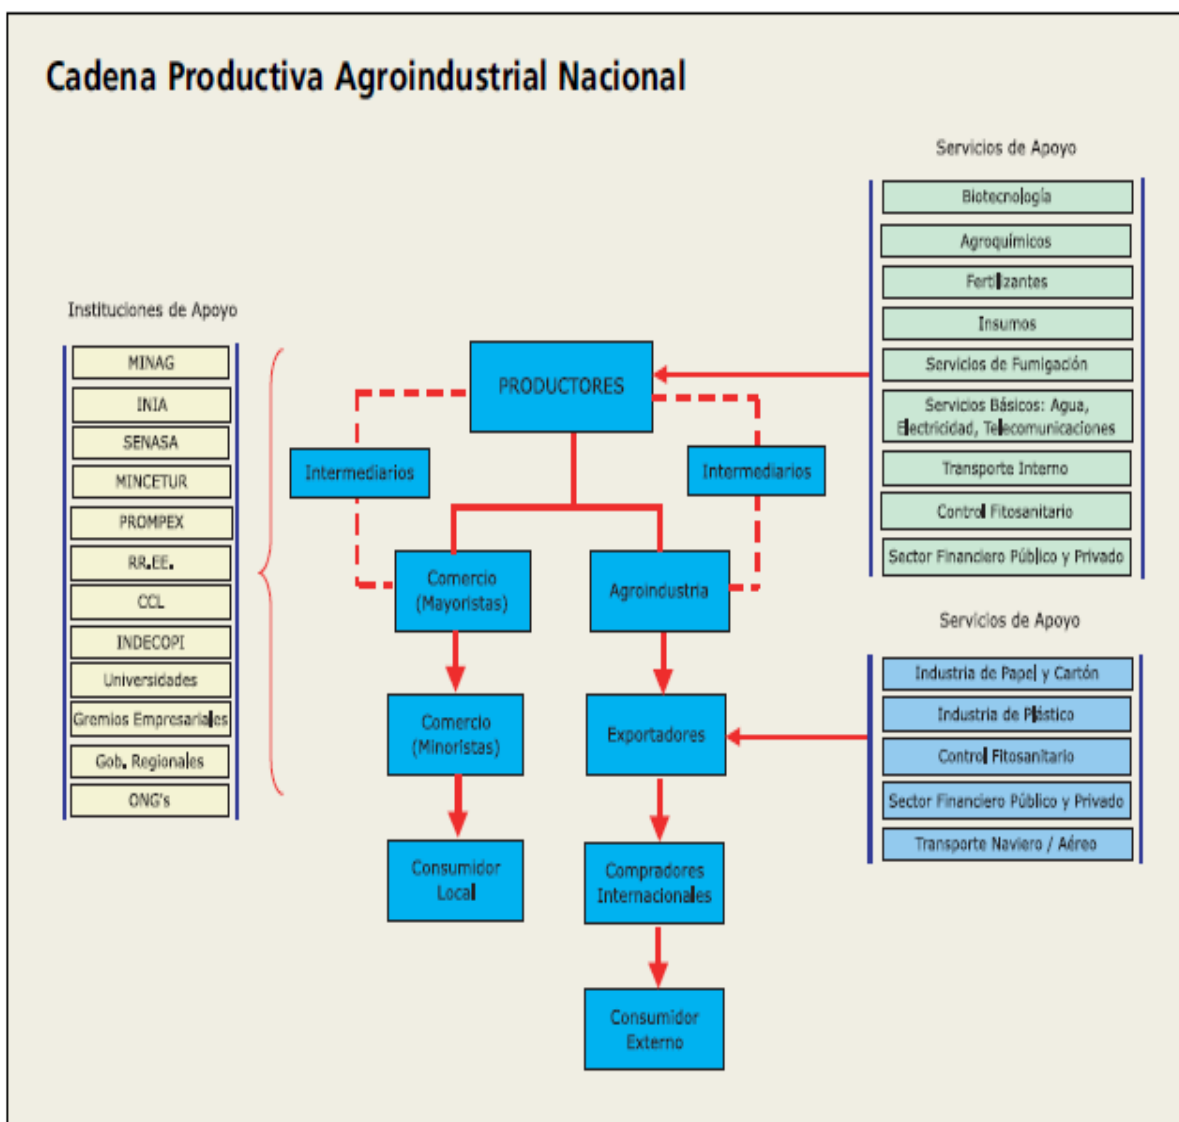 Cadena Productiva Agroindustrial Nacional
Instituciones de Apoyo
MINAG
INIA
SENASA
MINCETUR
PROMPEX
RR.EE.
CCL
INDECOPI
Universidades
Gremios Empresariales
Gob. Regionales
ONG's
PRODUCTORES
Intermediarios
Intermediarios
Comercio
(Mayoristas)
Agroindustria
Comercio
(Minoristas)
Exportadores
Consumidor
Local
Compradores
Internacionales
Consumidor
Externo
Servicios de Apoyo
Biotecnología
Agroquímicos
Fertilizantes
Insumos
Servicios de Fumigación
Servicios Básicos: Agua,
Electricidad, Telecomunicaciones
Transporte Interno
Control Fitosanitario
Sector Financiero Público y Privado
Servicios de Apoyo
Industria de Papel y Cartón
Industria de Plástico
Control Fitosanitario
Sector Financiero Público y Privado
Transporte Naviero / Aéreo